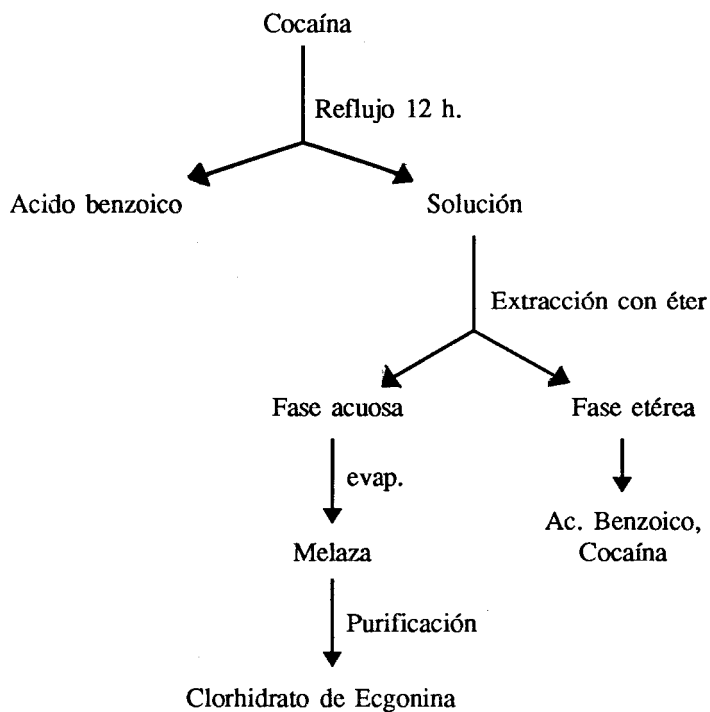 Cocaína
Reflujo 12 h.
Acido benzoico
Solución
Extracción con éter
Fase acuosa
Fase etérea
evap.
Ac. Benzoico,
Cocaína
Melaza
Purificación
Clorhidrato de Ecgonina